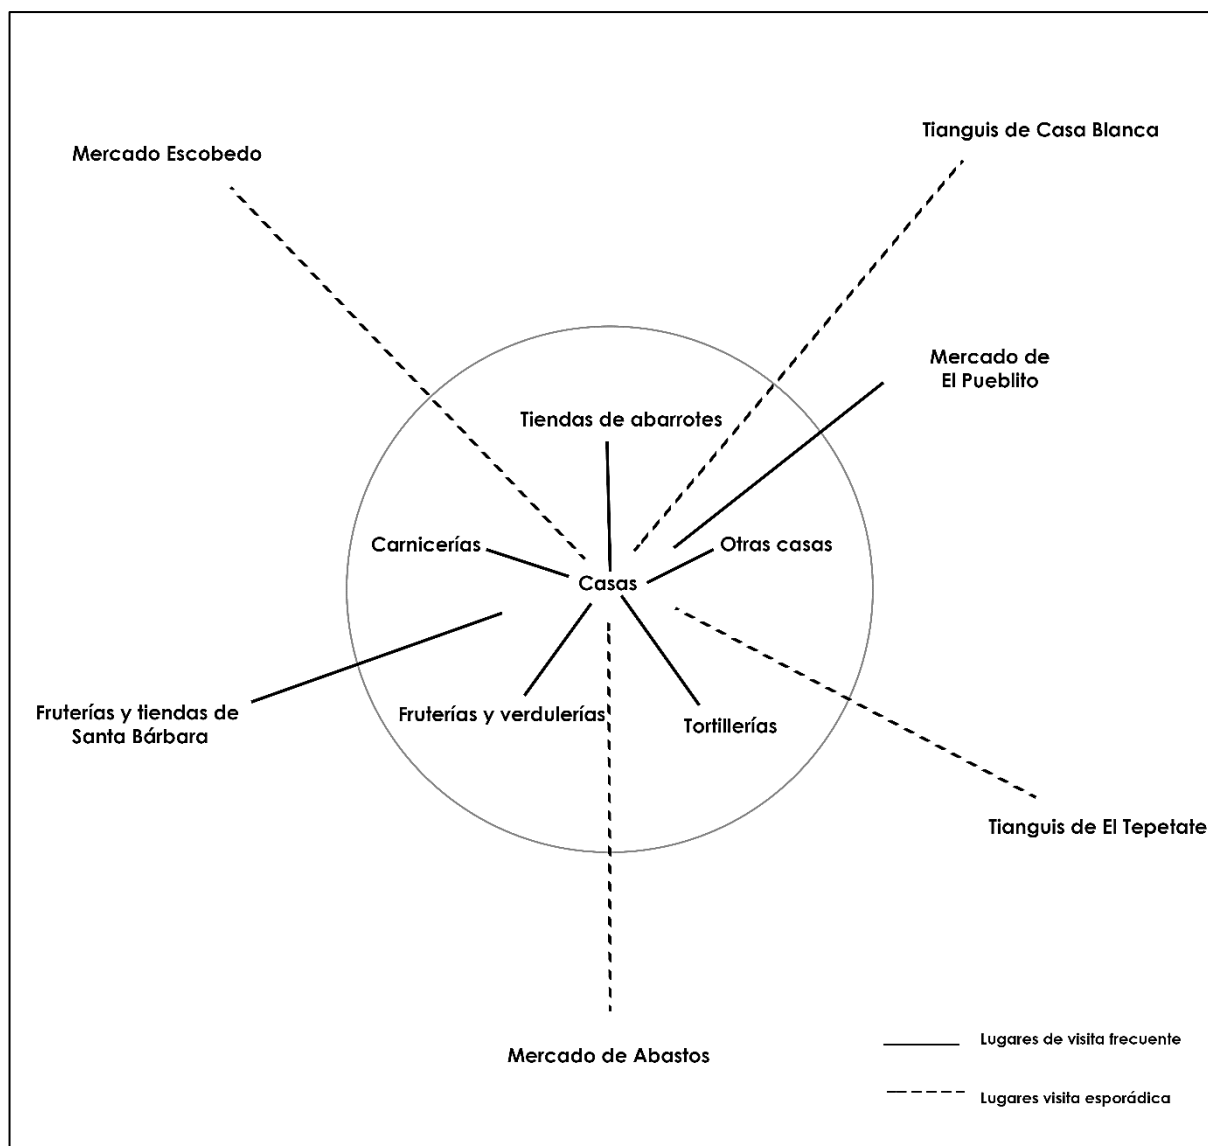 Tianguis de Casa Blanca
Mercado Escobedo
Mercado de
El Pueblito
Tiendas de abarrotes
Carnicerías
Otras casas
Casas
Fruterías y tiendas de
Santa Bárbara
Fruterías y verdulerías
Tortillerías
Tianguis de El Tepetate
Mercado de Abastos
Lugares de visita frecuente
Lugares visita esporádica